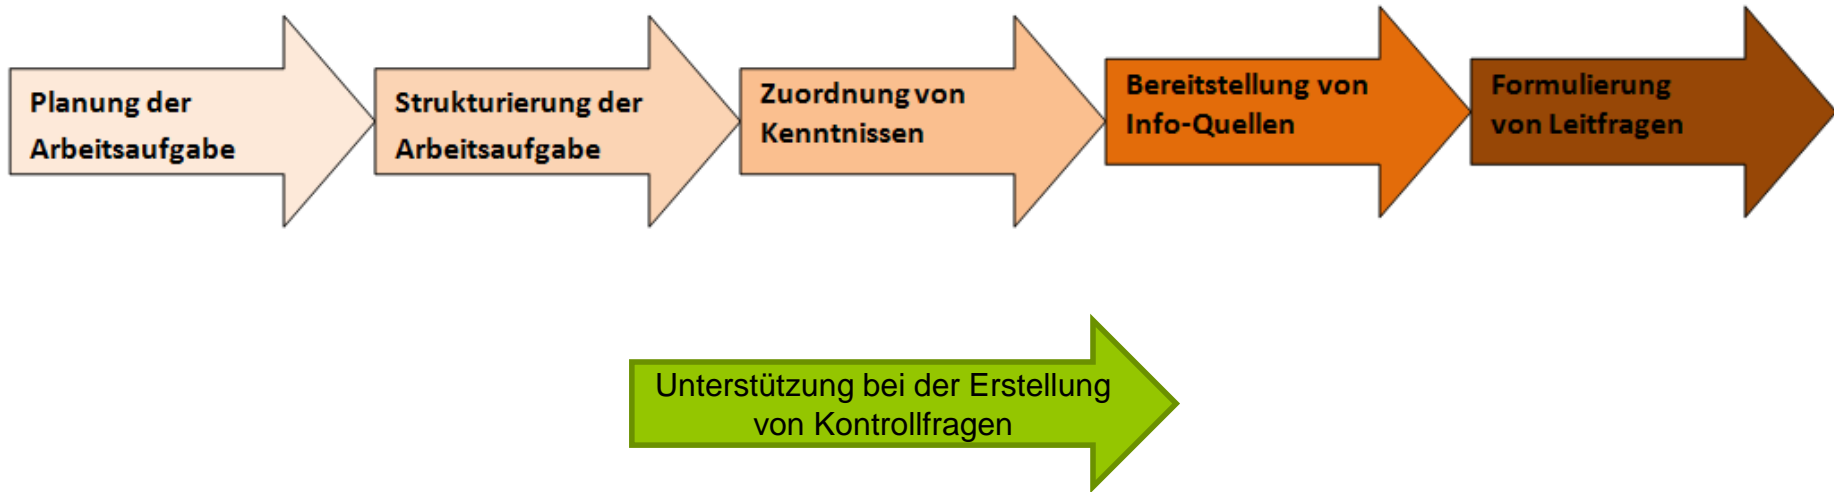 Planung der
Arbeitsaufgabe
Strukturierung der
Arbeitsaufgabe
Zuordnung von
Kenntnissen
Bereitstellung von
Info-Quellen
Formulierung
von Leitfragen
Unterstützung bei der Erstellung
von Kontrollfragen